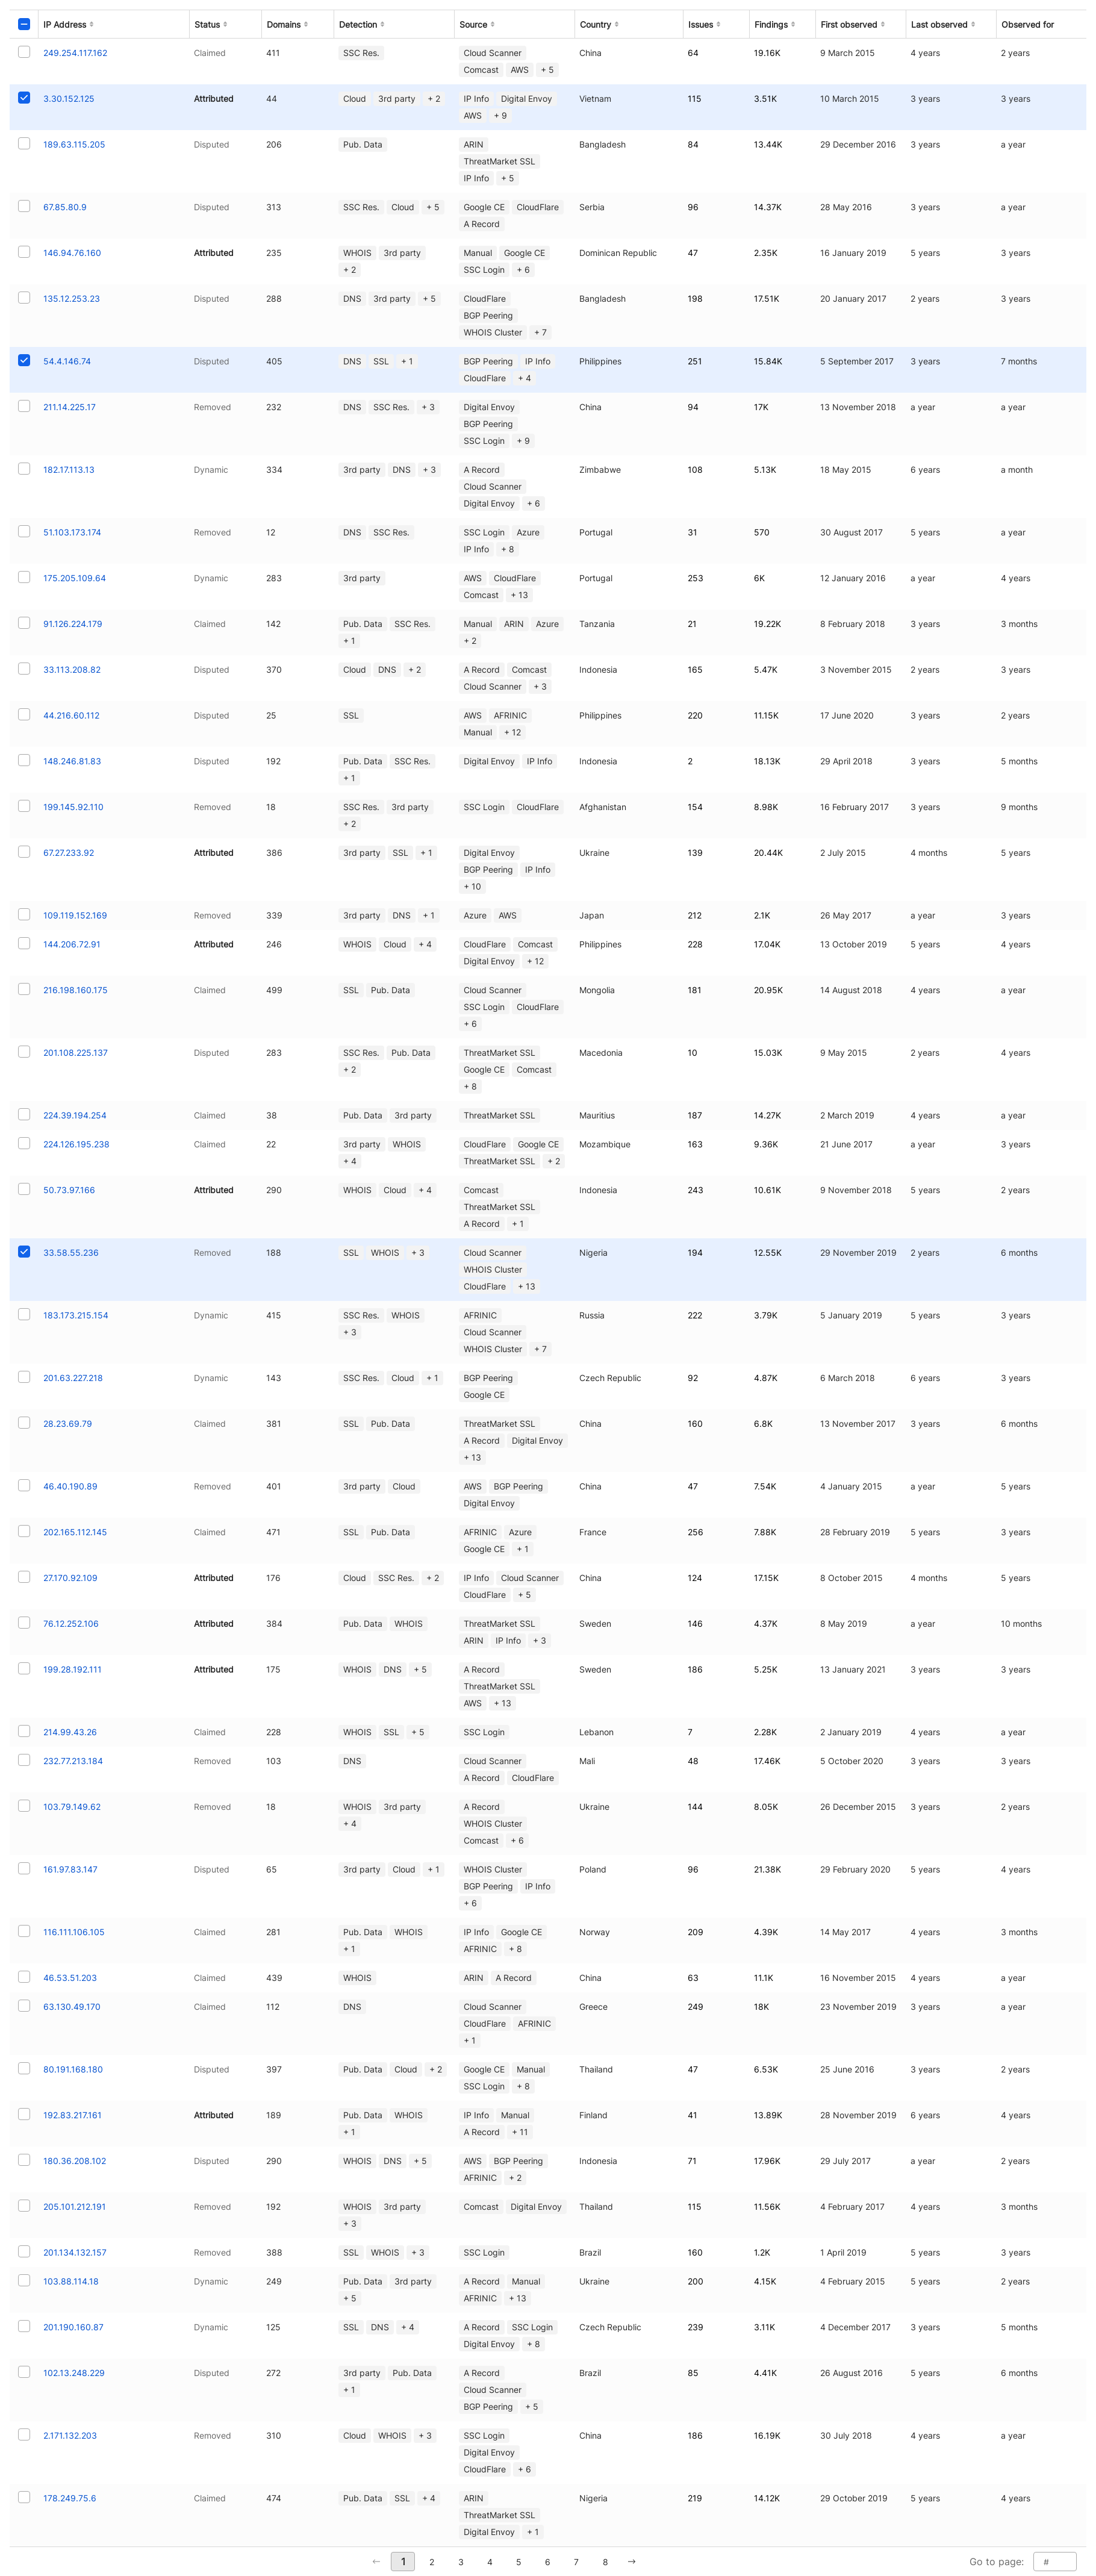 IP Address Status Domains Detection Source Country Issues Findings First observed Last observed Observed for
249.254.117.162 Claimed 411 SSC Res. Cloud Scanner China 64 19.16K 9 March 2015 4 years 2 years
Comcast AWS + 5
3.30.152.125 Attributed 44 Cloud 3rd party + 2 IP Info Digital Envoy Vietnam 115 3.51K 10 March 2015 3 years 3 years
AWS + 9
189.63.115.205 Disputed 206 Pub. Data ARIN Bangladesh 84 13.44K 29 December 2016 3 years a year
ThreatMarket SSL
IP Info + 5
67.85.80.9 Disputed 313 SSC Res. Cloud + 5 Google CE CloudFlare Serbia 96 14.37K 28 May 2016 3 years a year
A Record
146.94.76.160 Attributed 235 WHOIS 3rd party Manual Google CE Dominican Republic 47 2.35K 16 January 2019 5 years 3 years
+ 2 SSC Login + 6
135.12.253.23 Disputed 288 DNS 3rd party + 5 CloudFlare Bangladesh 198 17.51K 20 January 2017 2 years 3 years
BGP Peering
WHOIS Cluster + 7
54.4.146.74 Disputed 405 DNS SSL + 1 BGP Peering IP Info Philippines 251 15.84K 5 September 2017 3 years 7 months
CloudFlare + 4
211.14.225.17 Removed 232 DNS SSC Res. + 3 Digital Envoy China 94 17K 13 November 2018 a year a year
BGP Peering
SSC Login + 9
182.17.113.13 Dynamic 334 3rd party DNS + 3 A Record Zimbabwe 108 5.13K 18 May 2015 6 years a month
Cloud Scanner
Digital Envoy + 6
51.103.173.174 Removed 12 DNS SSC Res. SSC Login Azure Portugal 31 570 30 August 2017 5 years a year
IP Info + 8
175.205.109.64 Dynamic 283 3rd party AWS CloudFlare Portugal 253 6K 12 January 2016 a year 4 years
Comcast + 13
91.126.224.179 Claimed 142 Pub. Data SSC Res. Manual ARIN Azure Tanzania 21 19.22K 8 February 2018 3 years 3 months
+ 1 + 2
33.113.208.82 Disputed 370 Cloud DNS + 2 A Record Comcast Indonesia 165 5.47K 3 November 2015 2 years 3 years
Cloud Scanner + 3
44.216.60.112 Disputed 25 SSL AWS AFRINIC Philippines 220 11.15K 17 June 2020 3 years 2 years
Manual + 12
148.246.81.83 Disputed 192 Pub. Data SSC Res. Digital Envoy IP Info Indonesia 2 18.13K 29 April 2018 3 years 5 months
+ 1
199.145.92.110 Removed 18 SSC Res. 3rd party SSC Login CloudFlare Afghanistan 154 8.98K 16 February 2017 3 years 9 months
+ 2
67.27.233.92 Attributed 386 3rd party SSL + 1 Digital Envoy Ukraine 139 20.44K 2 July 2015 4 months 5 years
BGP Peering IP Info
+ 10
109.119.152.169 Removed 339 3rd party DNS + 1 Azure AWS Japan 212 2.1K 26 May 2017 a year 3 years
144.206.72.91 Attributed 246 WHOIS Cloud + 4 CloudFlare Comcast Philippines 228 17.04K 13 October 2019 5 years 4 years
Digital Envoy + 12
216.198.160.175 Claimed 499 SSL Pub. Data Cloud Scanner Mongolia 181 20.95K 14 August 2018 4 years a year
SSC Login CloudFlare
+ 6
201.108.225.137 Disputed 283 SSC Res. Pub. Data ThreatMarket SSL Macedonia 10 15.03K 9 May 2015 2 years 4 years
+ 2 Google CE Comcast
+ 8
224.39.194.254 Claimed 38 Pub. Data 3rd party ThreatMarket SSL Mauritius 187 14.27K 2 March 2019 4 years a year
224.126.195.238 Claimed 22 3rd party WHOIS CloudFlare Google CE Mozambique 163 9.36K 21 June 2017 a year 3 years
+ 4 ThreatMarket SSL + 2
50.73.97.166 Attributed 290 WHOIS Cloud + 4 Comcast Indonesia 243 10.61K 9 November 2018 5 years 2 years
ThreatMarket SSL
A Record + 1
33.58.55.236 Removed 188 SSL WHOIS + 3 Cloud Scanner Nigeria 194 12.55K 29 November 2019 2 years 6 months
WHOIS Cluster
CloudFlare + 13
183.173.215.154 Dynamic 415 SSC Res. WHOIS AFRINIC Russia 222 3.79K 5 January 2019 5 years 3 years
+ 3 Cloud Scanner
WHOIS Cluster + 7
201.63.227.218 Dynamic 143 SSC Res. Cloud + 1 BGP Peering Czech Republic 92 4.87K 6 March 2018 6 years 3 years
Google CE
28.23.69.79 Claimed 381 SSL Pub. Data ThreatMarket SSL China 160 6.8K 13 November 2017 3 years 6 months
A Record Digital Envoy
+ 13
46.40.190.89 Removed 401 3rd party Cloud AWS BGP Peering China 47 7.54K 4 January 2015 a year 5 years
Digital Envoy
202.165.112.145 Claimed 471 SSL Pub. Data AFRINIC Azure France 256 7.88K 28 February 2019 5 years 3 years
Google CE + 1
27.170.92.109 Attributed 176 Cloud SSC Res. + 2 IP Info Cloud Scanner China 124 17.15K 8 October 2015 4 months 5 years
CloudFlare + 5
76.12.252.106 Attributed 384 Pub. Data WHOIS ThreatMarket SSL Sweden 146 4.37K 8 May 2019 a year 10 months
ARIN IP Info + 3
199.28.192.111 Attributed 175 WHOIS DNS + 5 A Record Sweden 186 5.25K 13 January 2021 3 years 3 years
ThreatMarket SSL
AWS + 13
214.99.43.26 Claimed 228 WHOIS SSL + 5 SSC Login Lebanon 7 2.28K 2 January 2019 4 years a year
232.77.213.184 Removed 103 DNS Cloud Scanner Mali 48 17.46K 5 October 2020 3 years 3 years
A Record CloudFlare
103.79.149.62 Removed 18 WHOIS 3rd party A Record Ukraine 144 8.05K 26 December 2015 3 years 2 years
+ 4 WHOIS Cluster
Comcast + 6
161.97.83.147 Disputed 65 3rd party Cloud + 1 WHOIS Cluster Poland 96 21.38K 29 February 2020 5 years 4 years
BGP Peering IP Info
+ 6
116.111.106.105 Claimed 281 Pub. Data WHOIS IP Info Google CE Norway 209 4.39K 14 May 2017 4 years 3 months
+ 1 AFRINIC + 8
46.53.51.203 Claimed 439 WHOIS ARIN A Record China 63 11.1K 16 November 2015 4 years a year
63.130.49.170 Claimed 112 DNS Cloud Scanner Greece 249 18K 23 November 2019 3 years a year
CloudFlare AFRINIC
+ 1
80.191.168.180 Disputed 397 Pub. Data Cloud + 2 Google CE Manual Thailand 47 6.53K 25 June 2016 3 years 2 years
SSC Login + 8
192.83.217.161 Attributed 189 Pub. Data WHOIS IP Info Manual Finland 41 13.89K 28 November 2019 6 years 4 years
+ 1 A Record + 11
180.36.208.102 Disputed 290 WHOIS DNS + 5 AWS BGP Peering Indonesia 71 17.96K 29 July 2017 a year 2 years
AFRINIC + 2
205.101.212.191 Removed 192 WHOIS 3rd party Comcast Digital Envoy Thailand 115 11.56K 4 February 2017 4 years 3 months
+ 3
201.134.132.157 Removed 388 SSL WHOIS + 3 SSC Login Brazil 160 1.2K 1 April 2019 5 years 3 years
103.88.114.18 Dynamic 249 Pub. Data 3rd party A Record Manual Ukraine 200 4.15K 4 February 2015 5 years 2 years
+ 5 AFRINIC + 13
201.190.160.87 Dynamic 125 SSL DNS + 4 A Record SSC Login Czech Republic 239 3.11K 4 December 2017 3 years 5 months
Digital Envoy + 8
102.13.248.229 Disputed 272 3rd party Pub. Data A Record Brazil 85 4.41K 26 August 2016 5 years 6 months
+ 1 Cloud Scanner
BGP Peering + 5
2.171.132.203 Removed 310 Cloud WHOIS + 3 SSC Login China 186 16.19K 30 July 2018 4 years a year
Digital Envoy
CloudFlare + 6
178.249.75.6 Claimed 474 Pub. Data SSL + 4 ARIN Nigeria 219 14.12K 29 October 2019 5 years 4 years
ThreatMarket SSL
Digital Envoy + 1
← 1 2 3 4 5 6 7 8 → Go to page: #